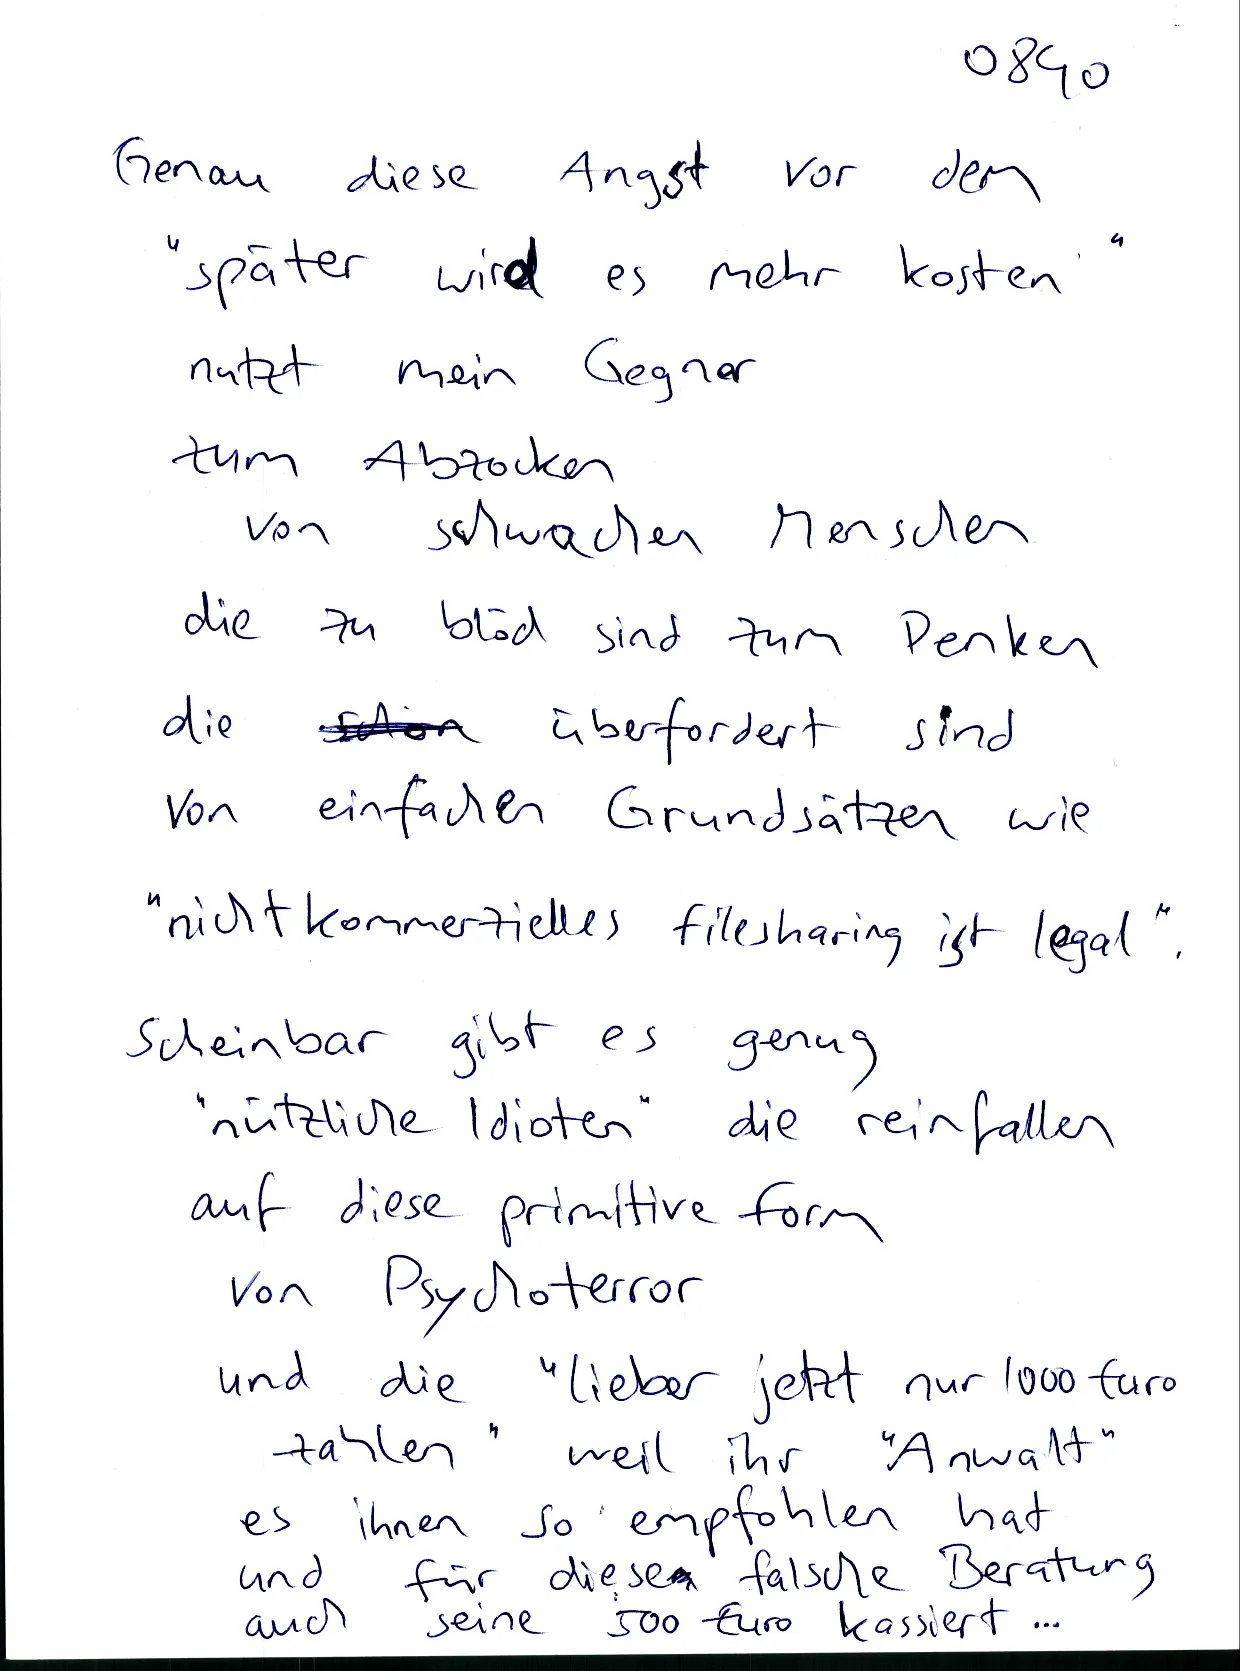 0840
Genau diese Angst vor dem
"später wird es mehr kosten"
nutzt mein Gegner
zum Abzocken
von schwachen Menschen
die zu blöd sind zum Denken
die schon überfordert sind
von einfachen Grundsätzen wie
"nicht kommerzielles filesharing ist legal".
Scheinbar gibt es genug
"nützliche Idioten" die reinfallen
auf diese primitive Form
von Psychoterror
und die "lieber jetzt nur 1000 Euro
zahlen" weil ihr "Anwalt"
es ihnen so empfohlen hat
und für diese falsche Beratung
auch seine 500 Euro kassiert...